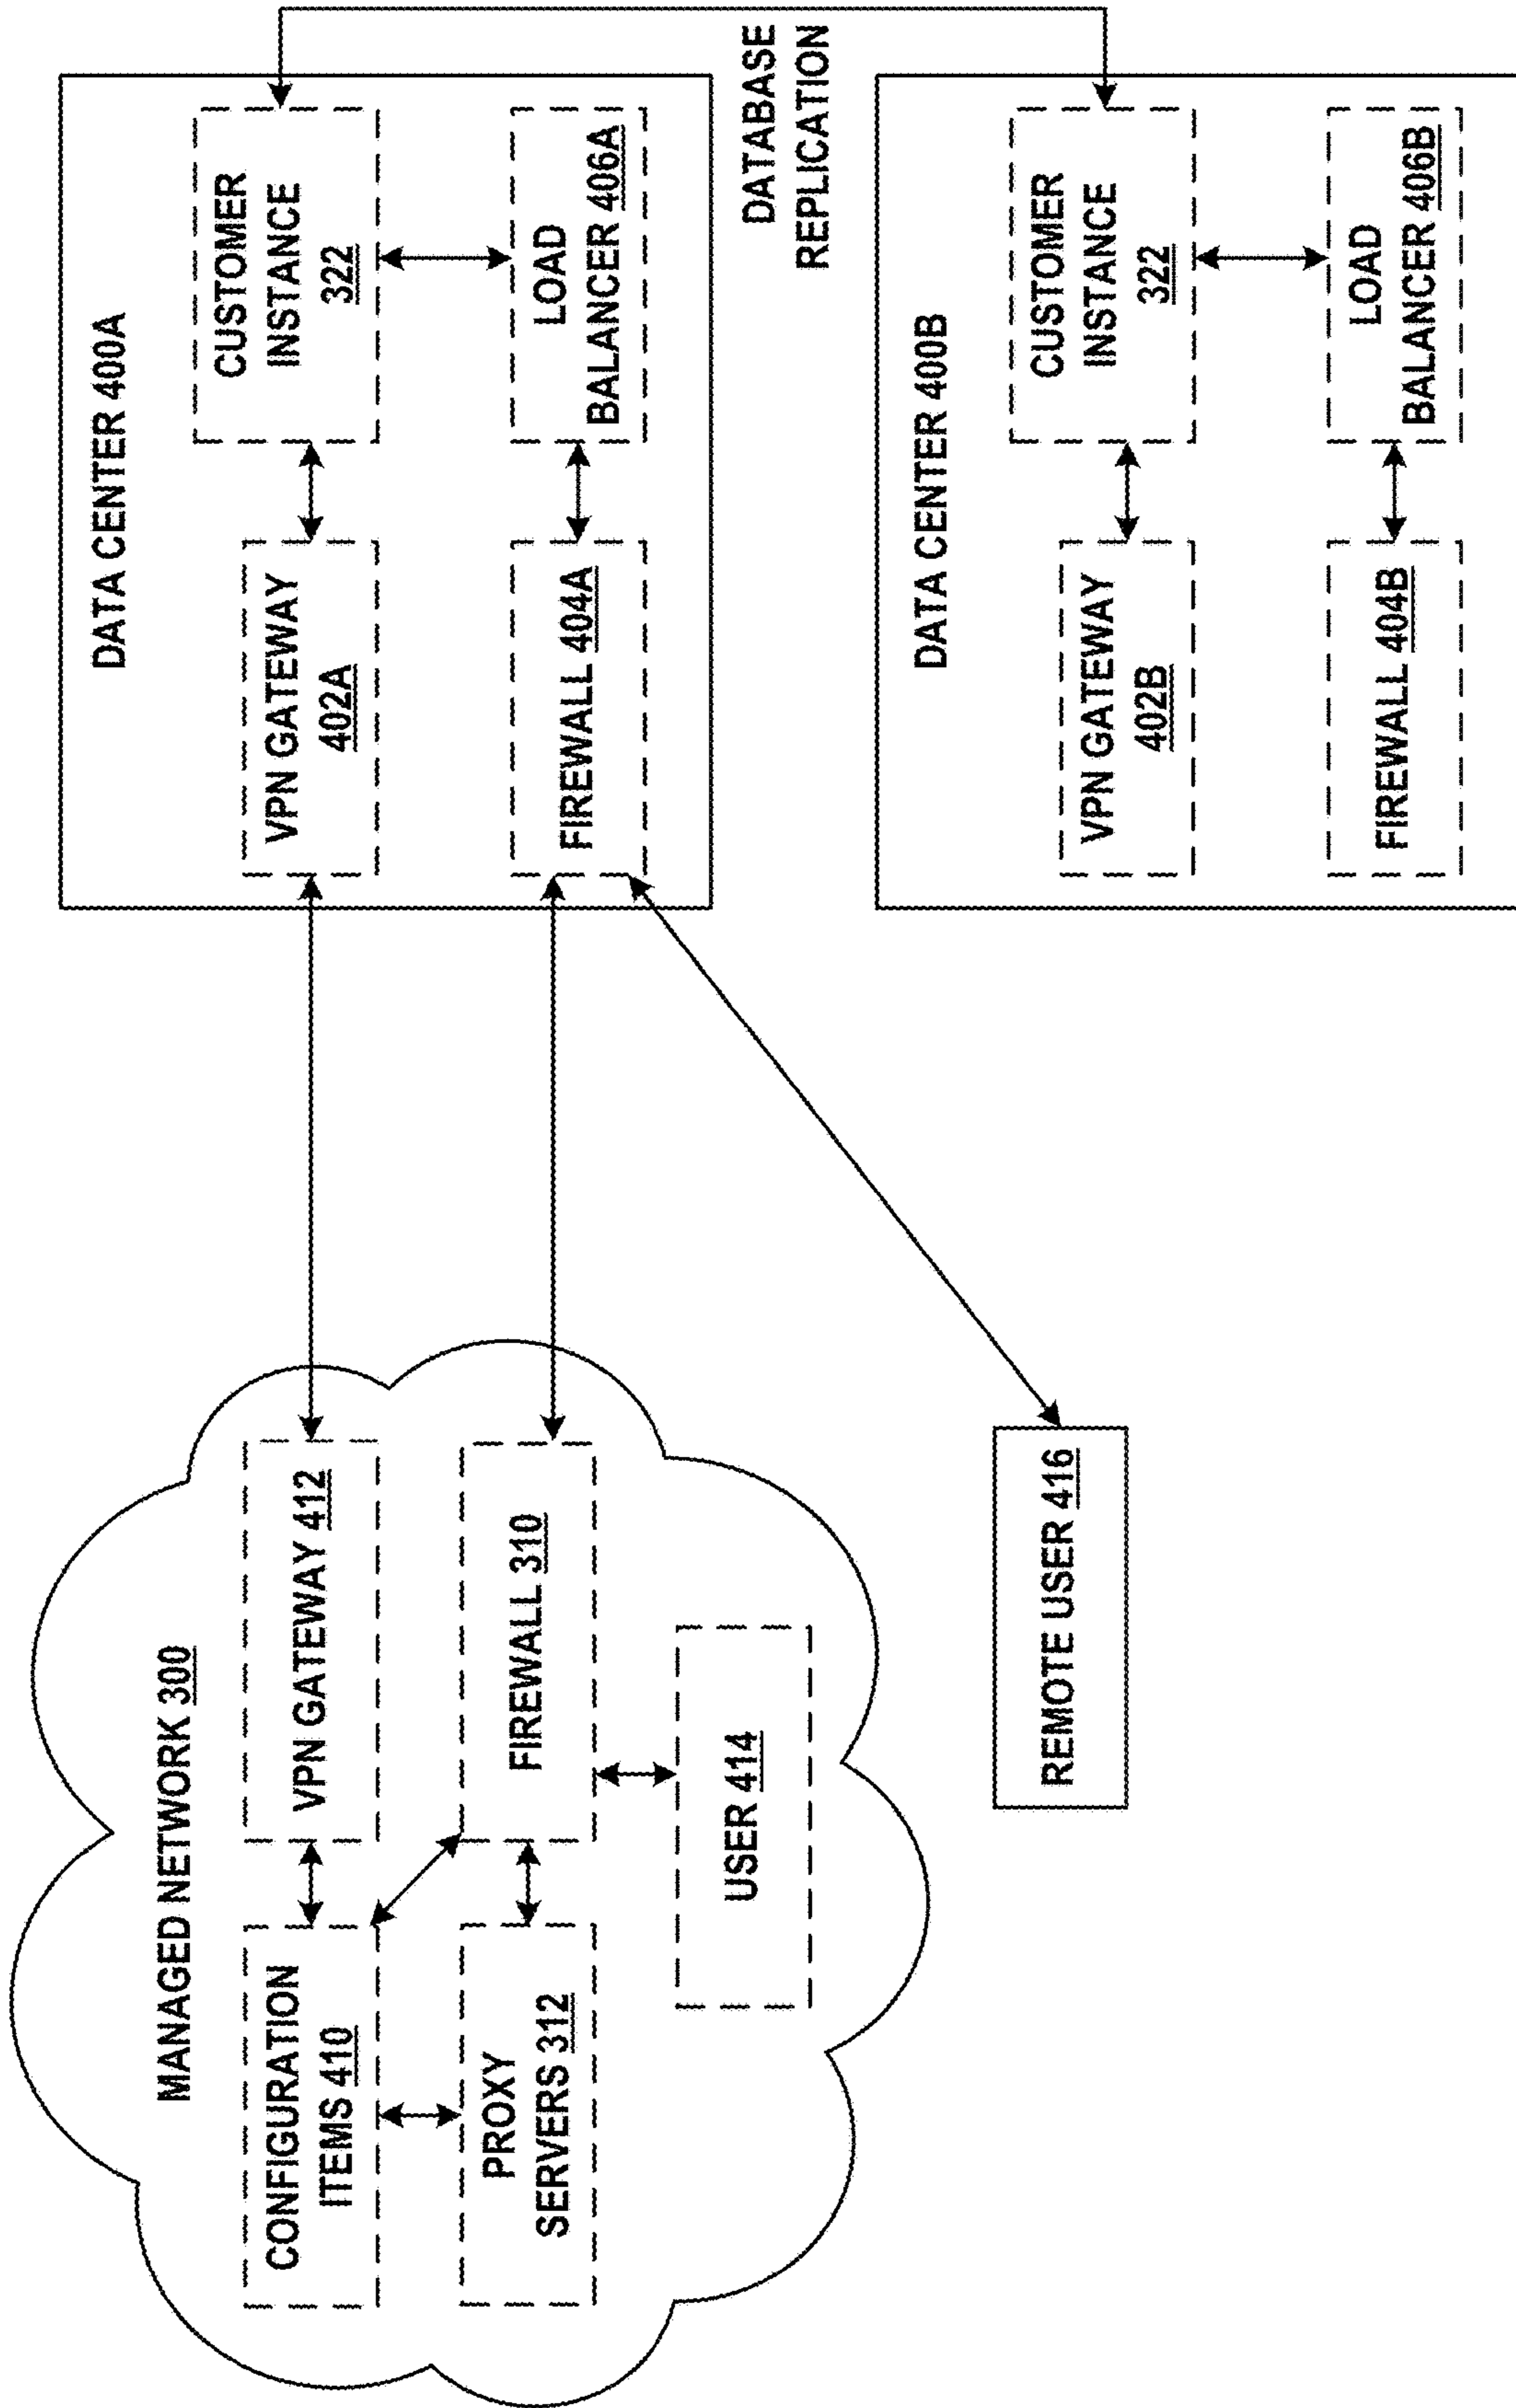 MANAGED NETWORK 300
CONFIGURATION
ITEMS 410
VPN GATEWAY 412
PROXY
SERVERS 312
FIREWALL 310
USER 414
REMOTE USER 416
DATA CENTER 400A
VPN GATEWAY
402A
CUSTOMER
INSTANCE
322
FIREWALL 404A
LOAD
BALANCER 406A
DATABASE
REPLICATION
DATA CENTER 400B
VPN GATEWAY
402B
CUSTOMER
INSTANCE
322
FIREWALL 404B
LOAD
BALANCER 406B